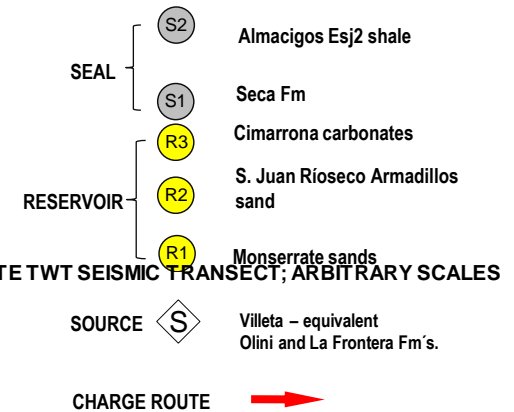 S2 Almacigos Esj2 shale
SEAL
S1 Seca Fm
R3 Cimarrona carbonates
R2 S. Juan Ríoseco Armadillos
sand
RESERVOIR
R1 Monserrate sands
TE TWT SEISMIC TRANSECT; ARBITRARY SCALES
SOURCE S Villeta – equivalent
Olini and La Frontera Fm´s.
CHARGE ROUTE